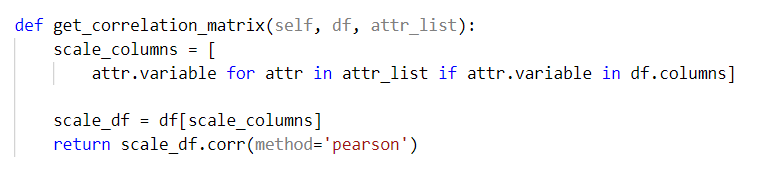 def get_correlation_matrix(self, df, attr_list):
    scale_columns = [
        attr.variable for attr in attr_list if attr.variable in df.columns]

    scale_df = df[scale_columns]
    return scale_df.corr(method='pearson')